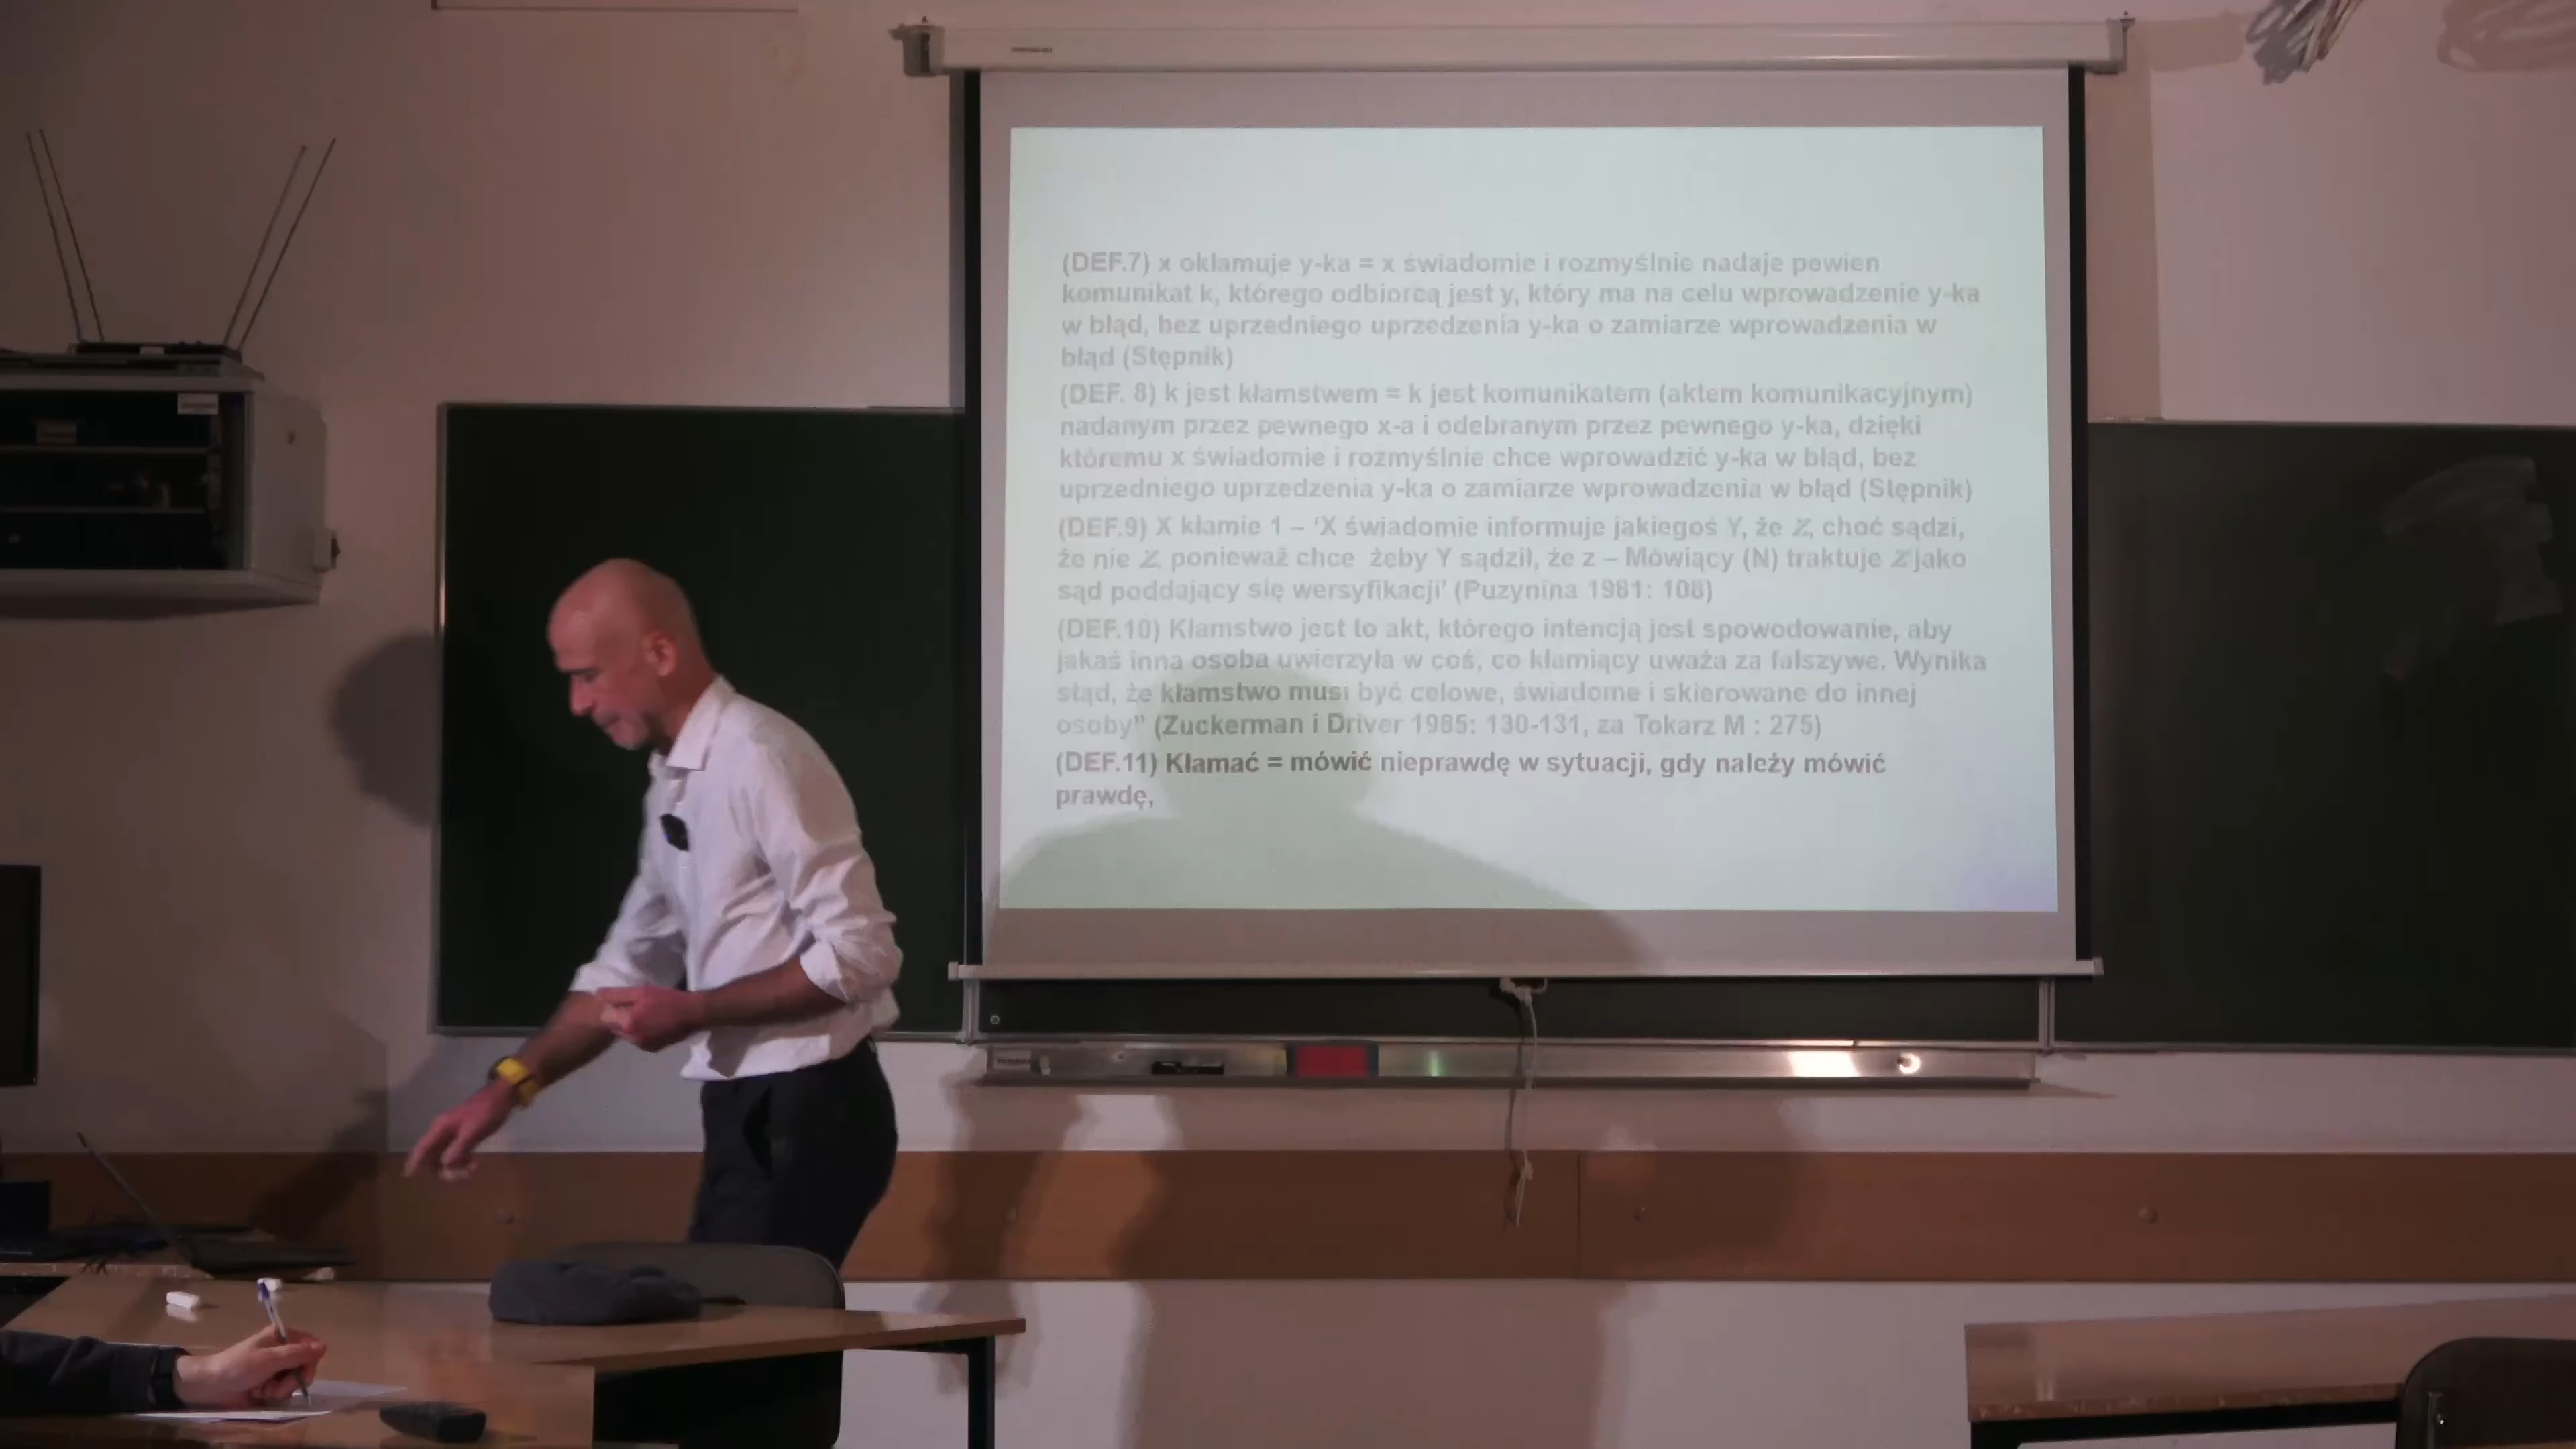 (DEF.7) x okłamuje y-ka = x świadomie i rozmyślnie nadaje pewien
komunikat k, którego odbiorcą jest y, który ma na celu wprowadzenie y-ka
w błąd, bez uprzedniego uprzedzenia y-ka o zamiarze wprowadzenia w
błąd (Stępnik)
(DEF. 8) k jest kłamstwem = k jest komunikatem (aktem komunikacyjnym)
nadanym przez pewnego x-a i odebranym przez pewnego y-ka, dzięki
któremu x świadomie i rozmyślnie chce wprowadzić y-ka w błąd, bez
uprzedniego uprzedzenia y-ka o zamiarze wprowadzenia w błąd (Stępnik)
(DEF.9) X kłamie 1 – ‘X świadomie informuje jakiegoś Y, że Z, choć sądzi,
że nie Z, ponieważ chce żeby Y sądził, że z – Mówiący (N) traktuje Z jako
sąd poddający się wersyfikacji’ (Puzynina 1981: 108)
(DEF.10) Kłamstwo jest to akt, którego intencją jest spowodowanie, aby
jakaś inna osoba uwierzyła w coś, co kłamiący uważa za fałszywe. Wynika
stąd, że kłamstwo musi być celowe, świadome i skierowane do innej
osoby” (Zuckerman i Driver 1985: 130-131, za Tokarz M : 275)
(DEF.11) Kłamać = mówić nieprawdę w sytuacji, gdy należy mówić
prawdę,